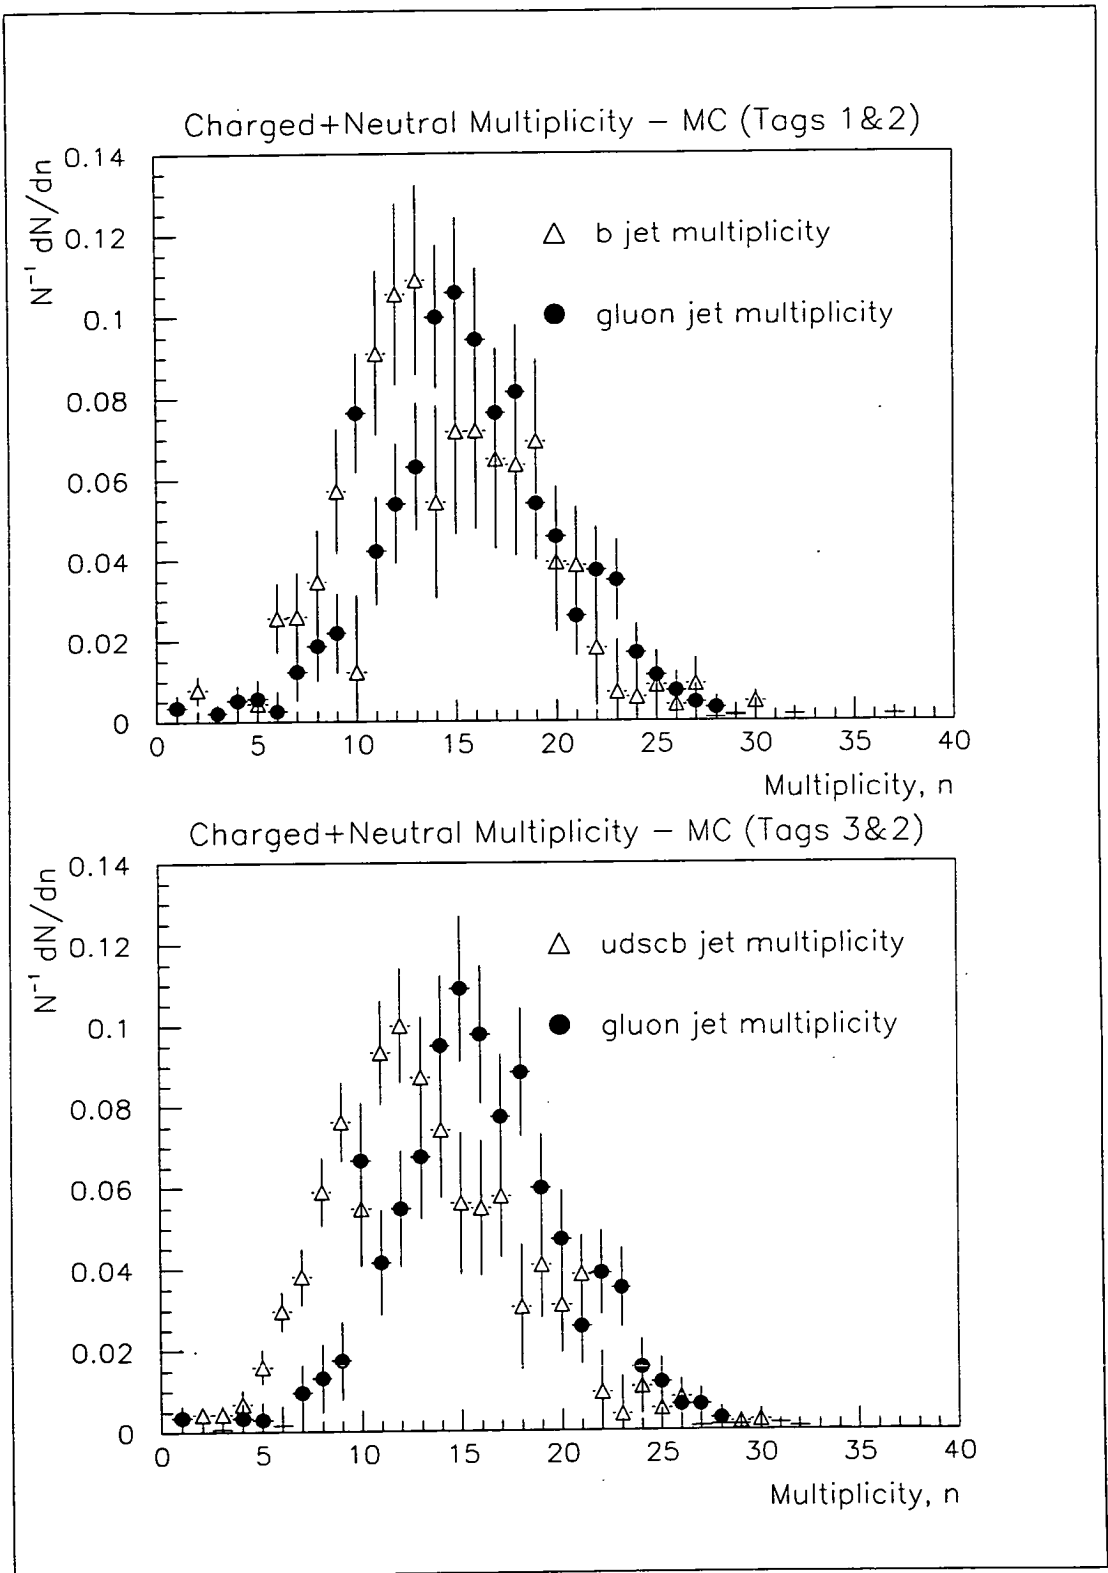 Charged+Neutral Multiplicity – MC (Tags 1&2)
N⁻¹ dN/dn
0.14
0.12
0.1
0.08
0.06
0.04
0.02
0
△ b jet multiplicity
● gluon jet multiplicity
0 5 10 15 20 25 30 35 40
Multiplicity, n
Charged+Neutral Multiplicity – MC (Tags 3&2)
N⁻¹ dN/dn
0.14
0.12
0.1
0.08
0.06
0.04
0.02
0
△ udscb jet multiplicity
● gluon jet multiplicity
0 5 10 15 20 25 30 35 40
Multiplicity, n